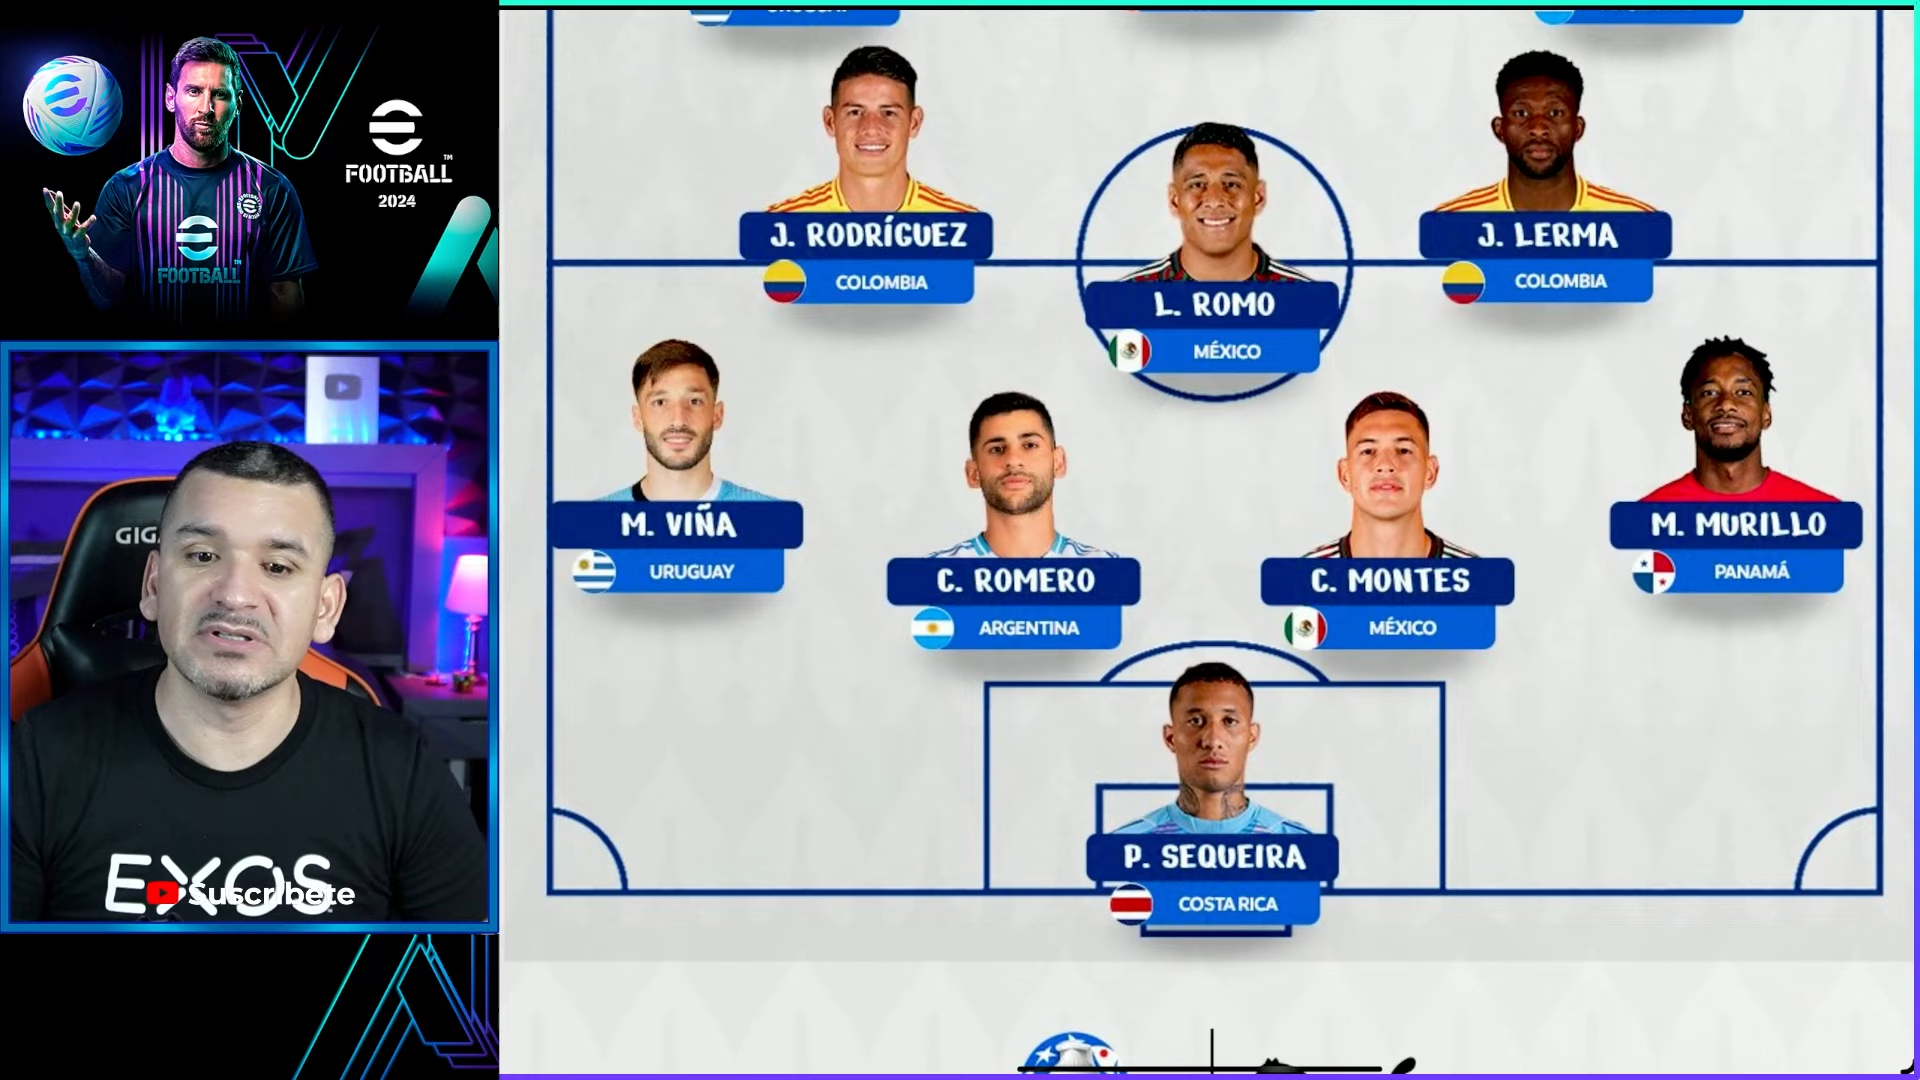 FOOTBALL™
2024
FOOTBALL
GIG
EXOS
Suscríbete
J. RODRÍGUEZ
COLOMBIA
J. LERMA
COLOMBIA
L. ROMO
MÉXICO
M. VIÑA
URUGUAY
C. ROMERO
ARGENTINA
C. MONTES
MÉXICO
M. MURILLO
PANAMÁ
P. SEQUEIRA
COSTA RICA